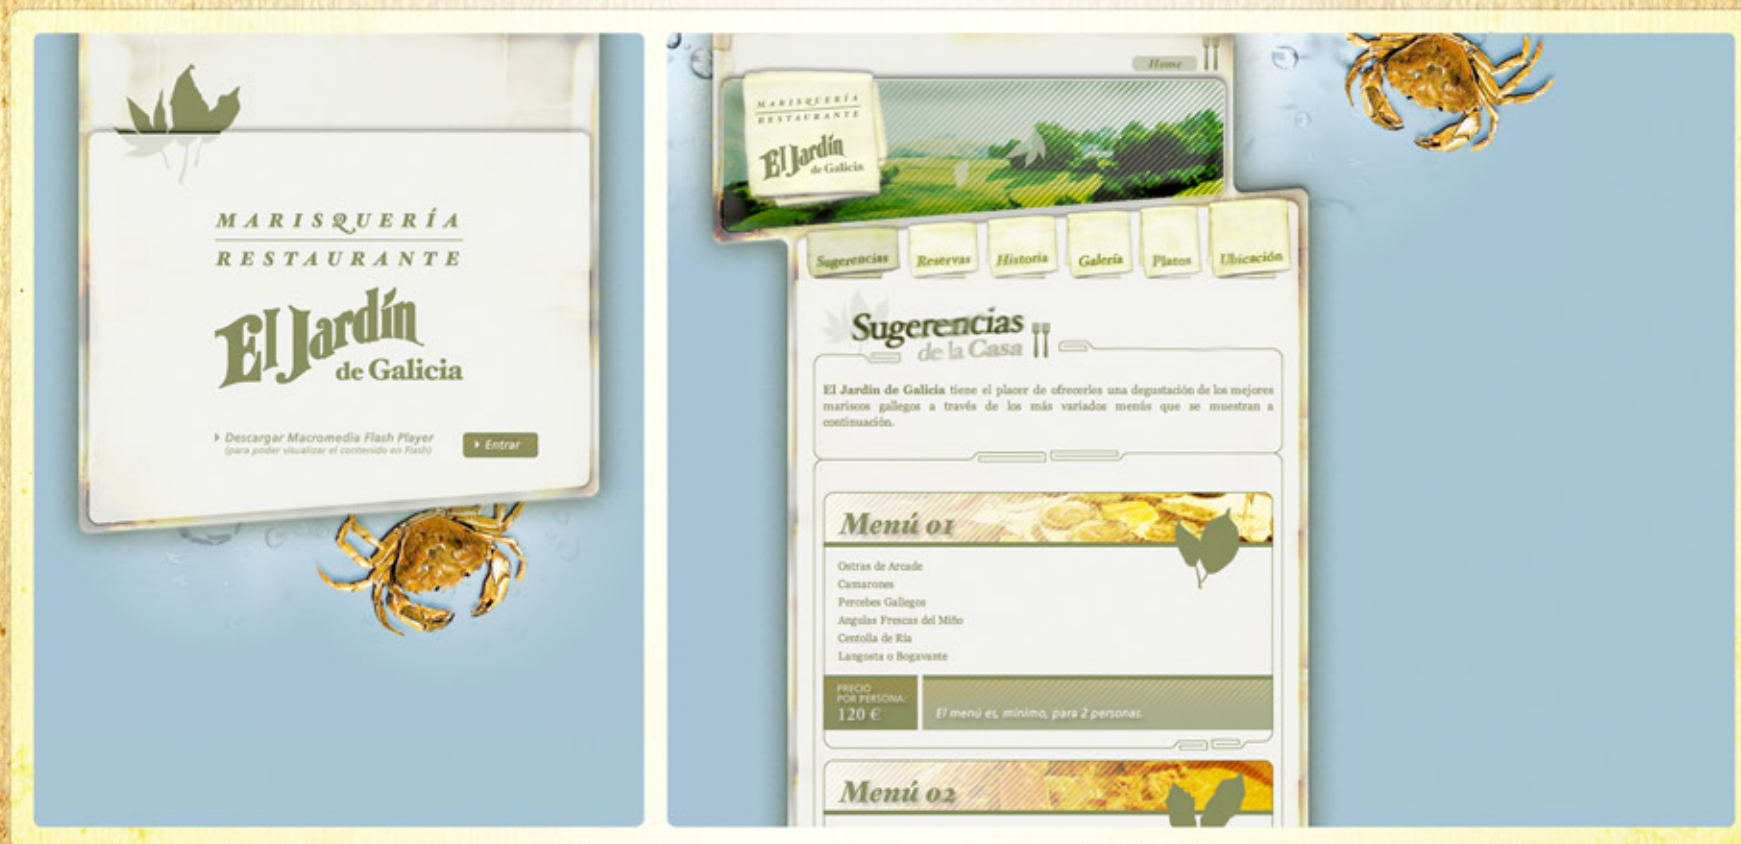 MARISQUERÍA
RESTAURANTE
El Jardín
de Galicia
Descargar Macromedia Flash Player
(para poder visualizar el contenido en Flash)
Entrar
Home
MARISQUERÍA
RESTAURANTE
El Jardín
de Galicia
Sugerencias
Reservas
Historia
Galería
Platos
Ubicación
Sugerencias
de la Casa
El Jardín de Galicia tiene el placer de ofrecerles una degustación de los mejores
mariscos gallegos a través de los más variados menús que se muestran a
continuación.
Menú 01
Ostras de Arcade
Camarones
Percebes Gallegos
Angulas Frescas del Miño
Centolla de Ría
Langosta o Bogavante
PRECIO
POR PERSONA:
120 €
El menú es, mínimo, para 2 personas.
Menú 02